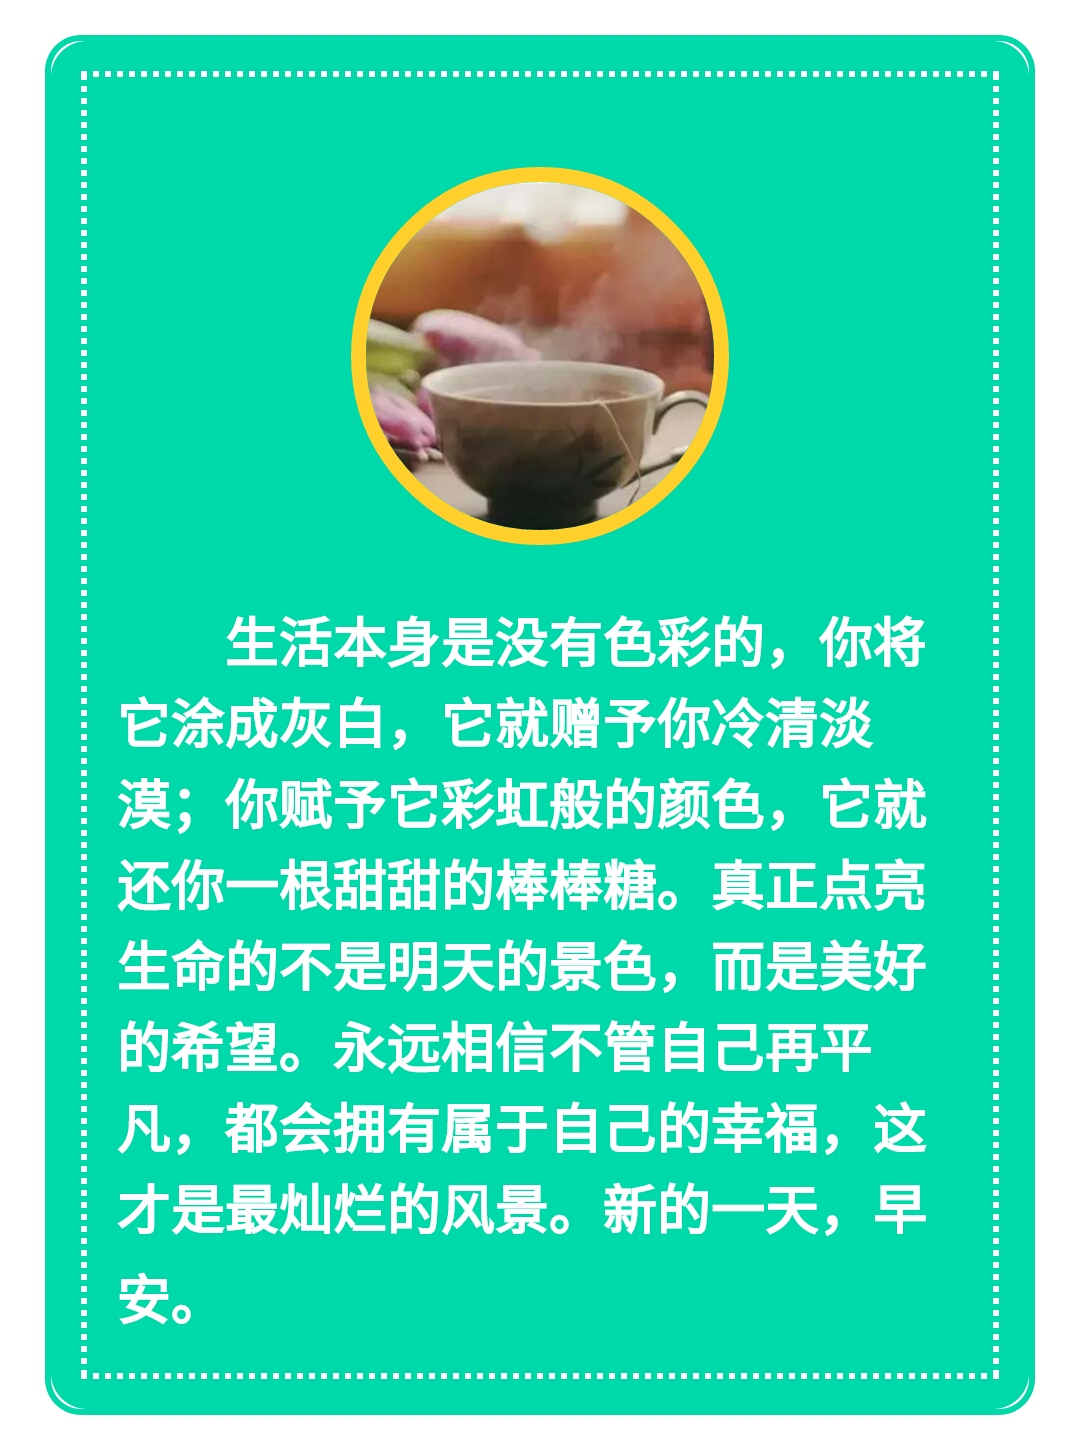 生活本身是没有色彩的，你将
它涂成灰白，它就赠予你冷清淡
漠；你赋予它彩虹般的颜色，它就
还你一根甜甜的棒棒糖。真正点亮
生命的不是明天的景色，而是美好
的希望。永远相信不管自己再平
凡，都会拥有属于自己的幸福，这
才是最灿烂的风景。新的一天，早
安。